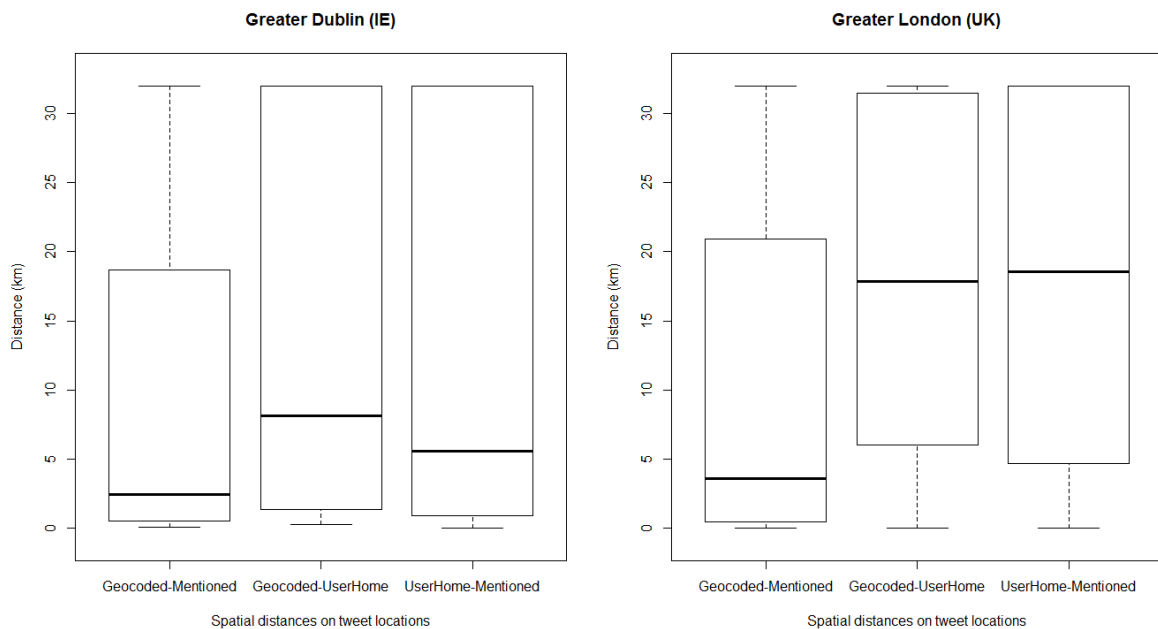 Greater Dublin (IE)
Distance (km)
30
25
20
15
10
5
0
Geocoded-Mentioned Geocoded-UserHome UserHome-Mentioned
Spatial distances on tweet locations
Greater London (UK)
Distance (km)
30
25
20
15
10
5
0
Geocoded-Mentioned Geocoded-UserHome UserHome-Mentioned
Spatial distances on tweet locations